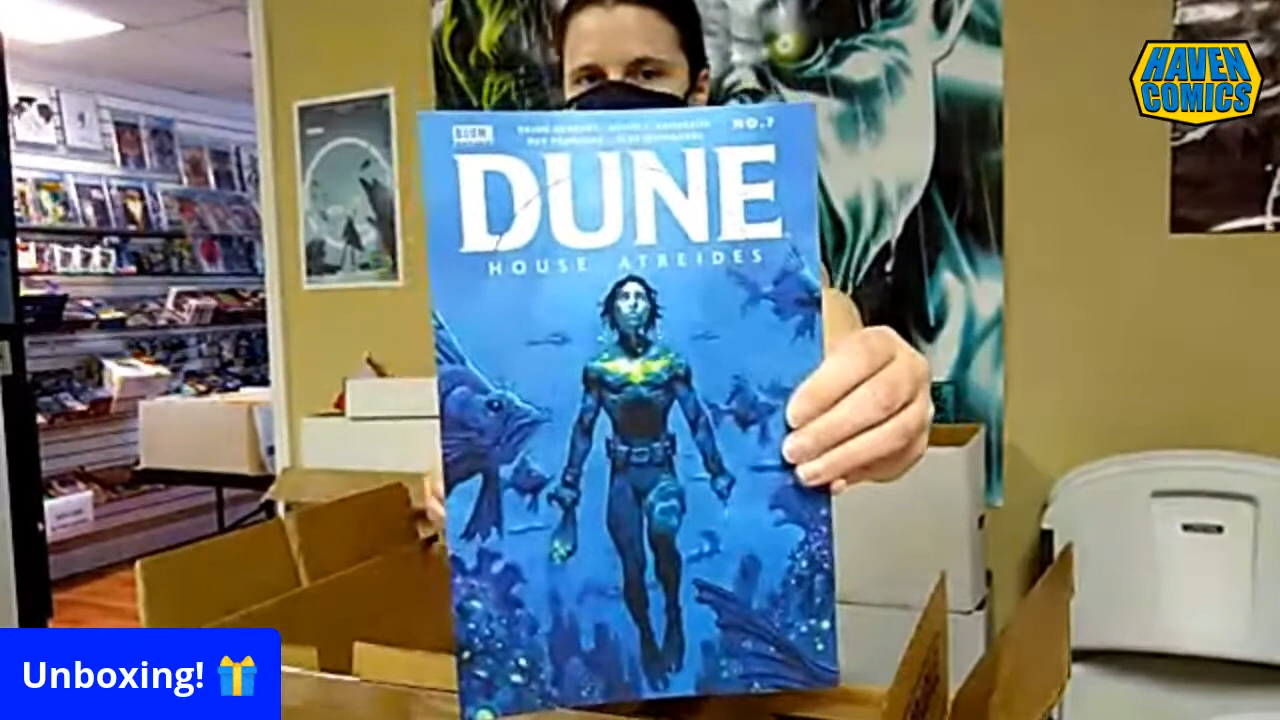 HAVEN
COMICS
BOOM!
NO.7
DUNE
HOUSE ATREIDES
Unboxing! 🎁